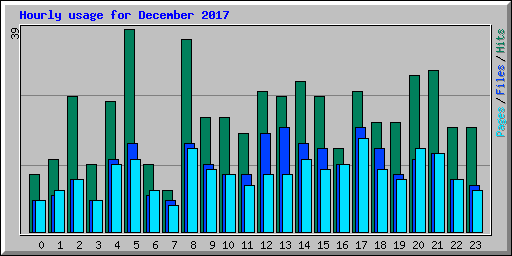 Hourly usage for December 2017
39
Pages / Files / Hits
0 1 2 3 4 5 6 7 8 9 10 11 12 13 14 15 16 17 18 19 20 21 22 23